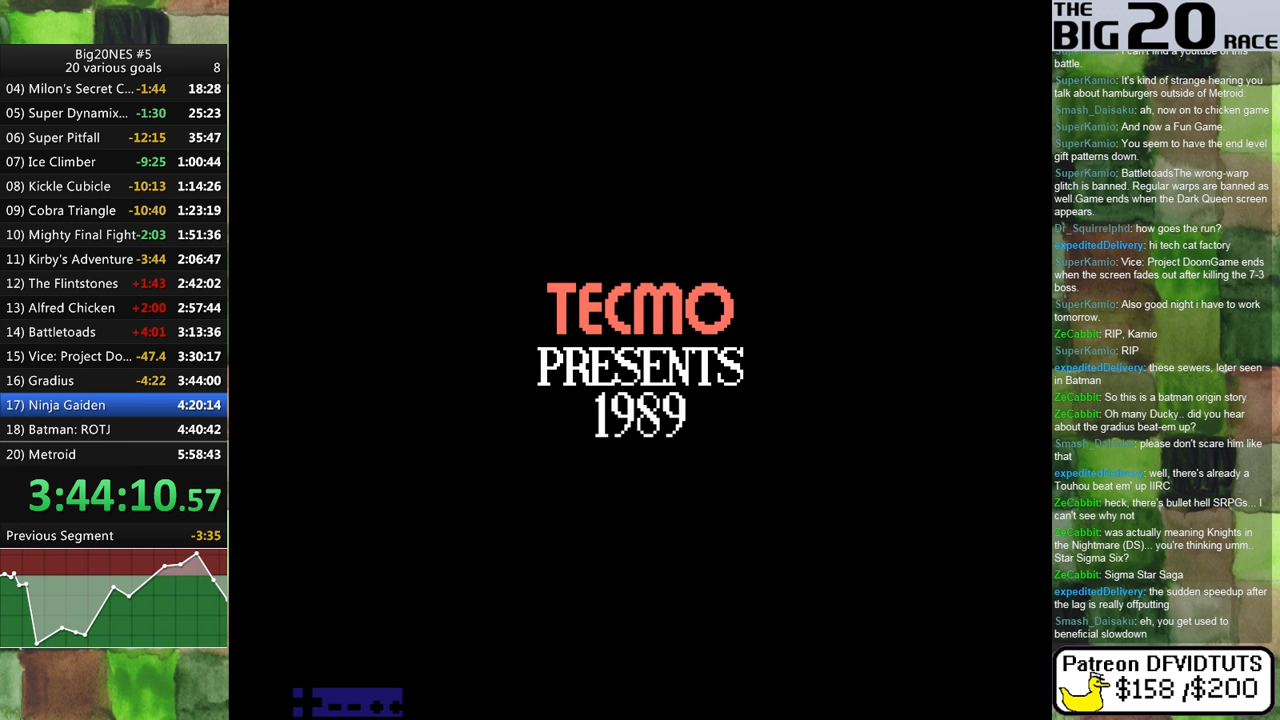 Big20NES #5
20 various goals 8
04) Milon's Secret C... -1:44 18:28
05) Super Dynamix... -1:30 25:23
06) Super Pitfall -12:15 35:47
07) Ice Climber -9:25 1:00:44
08) Kickle Cubicle -10:13 1:14:26
09) Cobra Triangle -10:40 1:23:19
10) Mighty Final Fight -2:03 1:51:36
11) Kirby's Adventure -3:44 2:06:47
12) The Flintstones +1:43 2:42:02
13) Alfred Chicken +2:00 2:57:44
14) Battletoads +4:01 3:13:36
15) Vice: Project Do... -47.4 3:30:17
16) Gradius -4:22 3:44:00
17) Ninja Gaiden 4:20:14
18) Batman: ROTJ 4:40:42
20) Metroid 5:58:43
3:44:10.57
Previous Segment -3:35
TECMO
PRESENTS
1989
THE
BIG 20 RACE
battle.
SuperKamio: It's kind of strange hearing you
talk about hamburgers outside of Metroid.
Smash_Daisaku: ah, now on to chicken game
SuperKamio: And now a Fun Game.
SuperKamio: You seem to have the end level
gift patterns down.
SuperKamio: BattletoadsThe wrong-warp
glitch is banned. Regular warps are banned as
well.Game ends when the Dark Queen screen
appears.
Dr_Squirrelphd: how goes the run?
expeditedDelivery: hi tech cat factory
SuperKamio: Vice: Project DoomGame ends
when the screen fades out after killing the 7-3
boss.
SuperKamio: Also good night i have to work
tomorrow.
ZeCabbit: RIP, Kamio
SuperKamio: RIP
expeditedDelivery: these sewers, leter seen
in Batman
ZeCabbit: So this is a batman origin story
ZeCabbit: Oh many Ducky.. did you hear
about the gradius beat-em up?
Smash_Daisaku: please don't scare him like
that
expeditedDelivery: well, there's already a
Touhou beat em' up IIRC
ZeCabbit: heck, there's bullet hell SRPGs... I
can't see why not
ZeCabbit: was actually meaning Knights in
the Nightmare (DS)... you're thinking umm..
Star Sigma Six?
ZeCabbit: Sigma Star Saga
expeditedDelivery: the sudden speedup after
the lag is really offputting
Smash_Daisaku: eh, you get used to
beneficial slowdown
Patreon DFVIDTUTS
$158 /$200